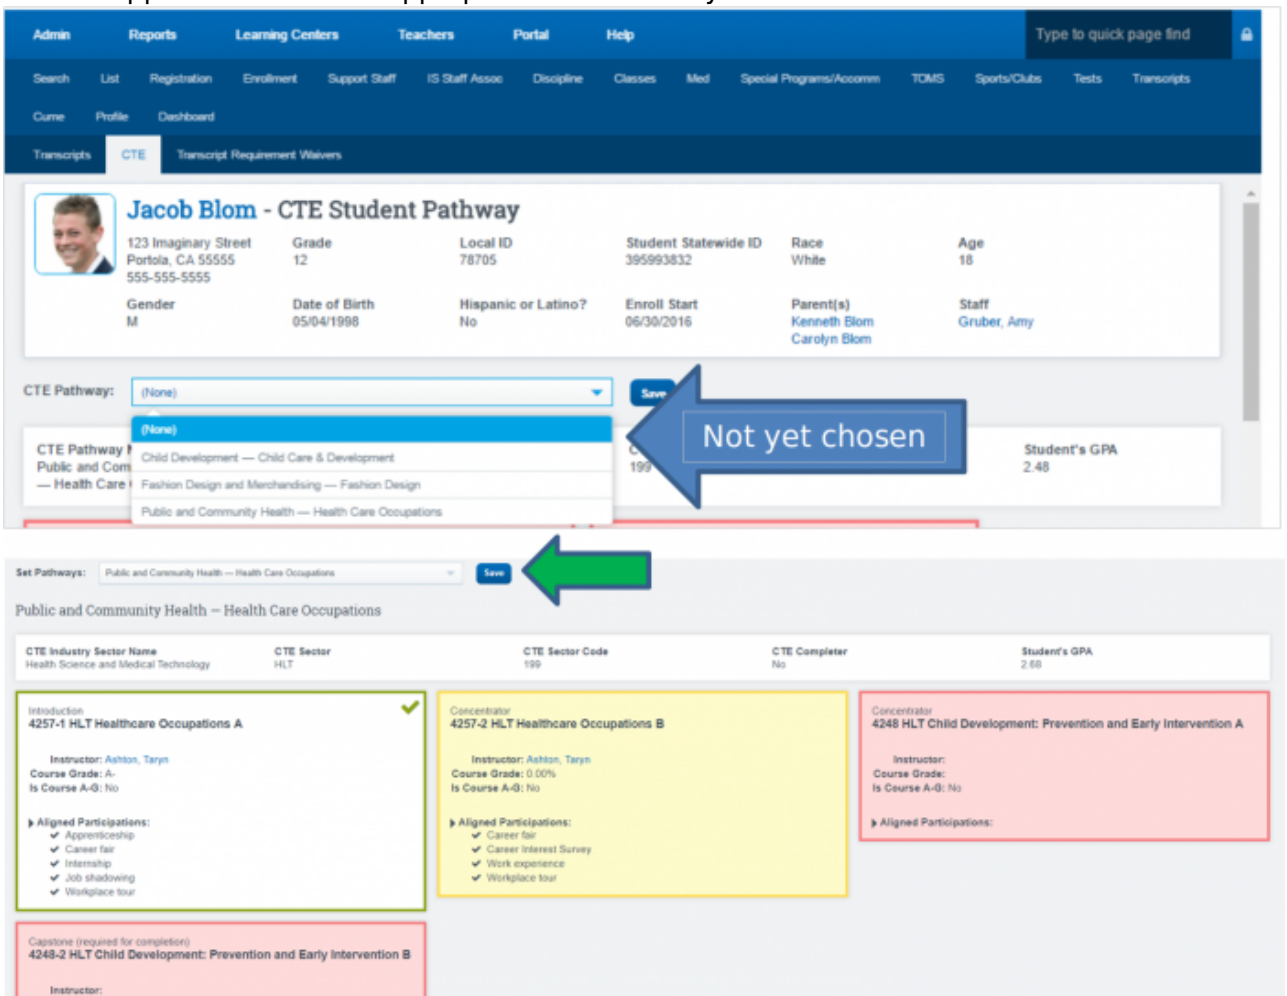 Admin Reports Learning Centers Teachers Portal Help Type to quick page find
Search List Registration Enrollment Support Staff IS Staff Assoc Discipline Classes Med Special Programs/Accomm TOMS Sports/Clubs Tests Transcripts
Cume Profile Dashboard
Transcripts CTE Transcript Requirement Waivers
Jacob Blom - CTE Student Pathway
123 Imaginary Street Grade Local ID Student Statewide ID Race Age
Portola, CA 55555 12 78705 395993832 White 18
555-555-5555
Gender Date of Birth Hispanic or Latino? Enroll Start Parent(s) Staff
M 05/04/1998 No 06/30/2016 Kenneth Blom Gruber, Amy
Carolyn Blom
CTE Pathway: (None) Save
(None)
Not yet chosen
CTE Pathway Student's GPA
Child Development — Child Care & Development
Public and Com 199 2.48
— Health Care Fashion Design and Merchandising — Fashion Design
Public and Community Health — Health Care Occupations
Set Pathways: Public and Community Health — Health Care Occupations Save
Public and Community Health — Health Care Occupations
CTE Industry Sector Name CTE Sector CTE Sector Code CTE Completer Student's GPA
Health Science and Medical Technology HLT 199 No 2.68
Introduction
4257-1 HLT Healthcare Occupations A
Instructor: Ashton, Taryn
Course Grade: A-
Is Course A-G: No
Aligned Participations:
Apprenticeship
Career fair
Internship
Job shadowing
Workplace tour
Concentrator
4257-2 HLT Healthcare Occupations B
Instructor: Ashton, Taryn
Course Grade: 0.00%
Is Course A-G: No
Aligned Participations:
Career fair
Career Interest Survey
Work experience
Workplace tour
Concentrator
4248 HLT Child Development: Prevention and Early Intervention A
Instructor:
Course Grade:
Is Course A-G: No
Aligned Participations:
Capstone (required for completion)
4248-2 HLT Child Development: Prevention and Early Intervention B
Instructor: